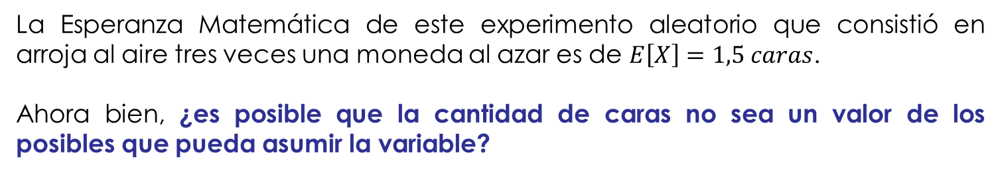 La Esperanza Matemática de este experimento aleatorio que consistió en
arroja al aire tres veces una moneda al azar es de E[X] = 1,5 caras.
Ahora bien, ¿es posible que la cantidad de caras no sea un valor de los
posibles que pueda asumir la variable?